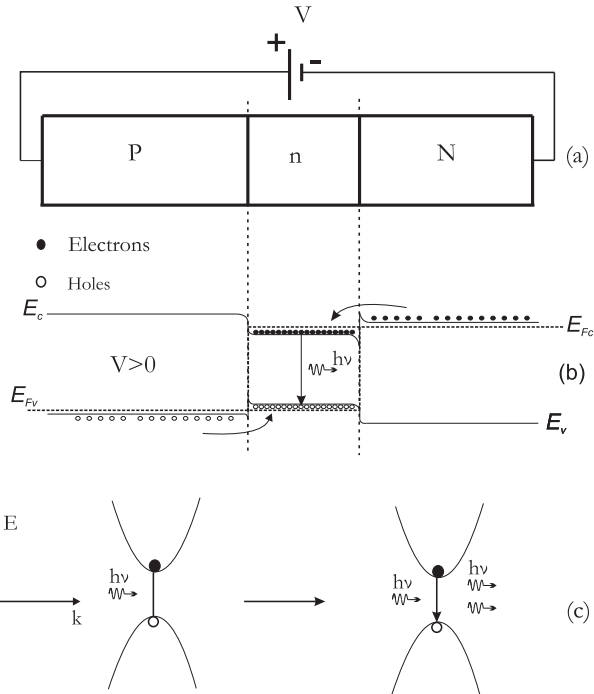 V
+ -
P n N (a)
Electrons
Holes
E_c
E_Fc
V>0 hν (b)
E_Fv
E_v
E
hν hν hν
k (c)